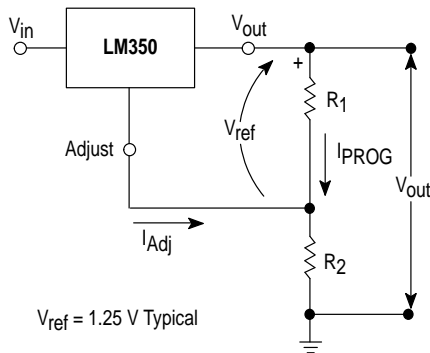 Vin
LM350
Vout
+
R1
Vref
Adjust
IPROG
Vout
IAdj
R2
Vref = 1.25 V Typical